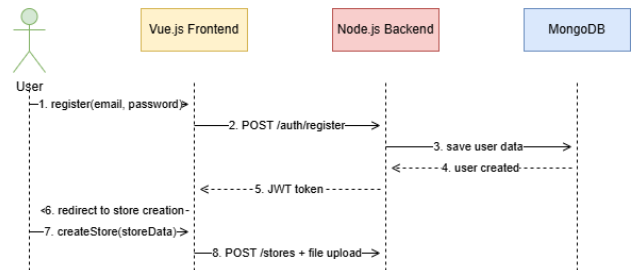 Vue.js Frontend
Node.js Backend
MongoDB
User
1. register(email, password)
2. POST /auth/register
3. save user data
4. user created
5. JWT token
6. redirect to store creation
7. createStore(storeData)
8. POST /stores + file upload